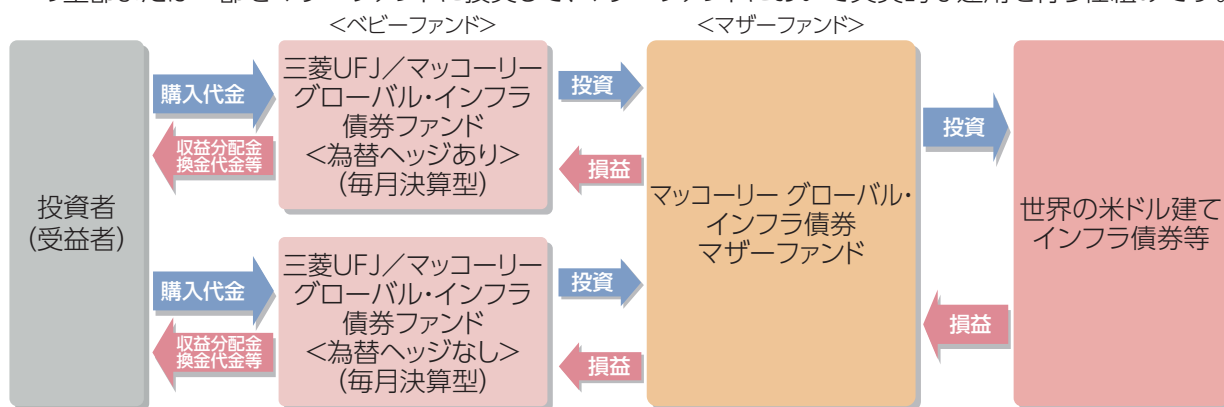 <ベビーファンド>
<マザーファンド>
投資者
(受益者)
購入代金
収益分配金
換金代金等
三菱UFJ／マッコーリー
グローバル・インフラ
債券ファンド
<為替ヘッジあり>
(毎月決算型)
投資
損益
購入代金
収益分配金
換金代金等
三菱UFJ／マッコーリー
グローバル・インフラ
債券ファンド
<為替ヘッジなし>
(毎月決算型)
投資
損益
マッコーリー グローバル・
インフラ債券
マザーファンド
投資
損益
世界の米ドル建て
インフラ債券等